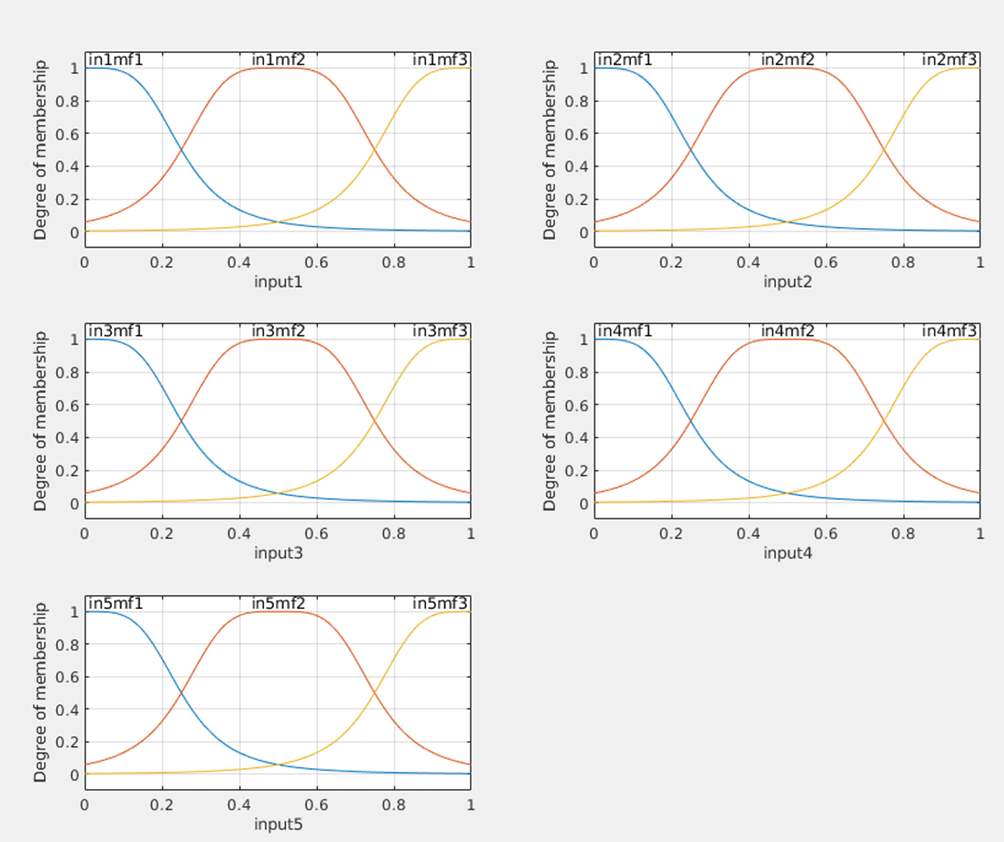 in1mf1 in1mf2 in1mf3
Degree of membership
1
0.8
0.6
0.4
0.2
0
0 0.2 0.4 0.6 0.8 1
input1
in2mf1 in2mf2 in2mf3
Degree of membership
1
0.8
0.6
0.4
0.2
0
0 0.2 0.4 0.6 0.8 1
input2
in3mf1 in3mf2 in3mf3
Degree of membership
1
0.8
0.6
0.4
0.2
0
0 0.2 0.4 0.6 0.8 1
input3
in4mf1 in4mf2 in4mf3
Degree of membership
1
0.8
0.6
0.4
0.2
0
0 0.2 0.4 0.6 0.8 1
input4
in5mf1 in5mf2 in5mf3
Degree of membership
1
0.8
0.6
0.4
0.2
0
0 0.2 0.4 0.6 0.8 1
input5